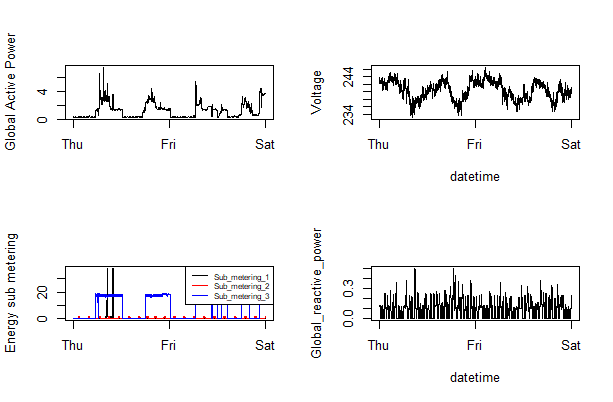 Global Active Power
0 4
Thu Fri Sat
Voltage
234 244
Thu Fri Sat
datetime
Energy sub metering
0 20
Sub_metering_1
Sub_metering_2
Sub_metering_3
Thu Fri Sat
Global_reactive_power
0.0 0.3
Thu Fri Sat
datetime